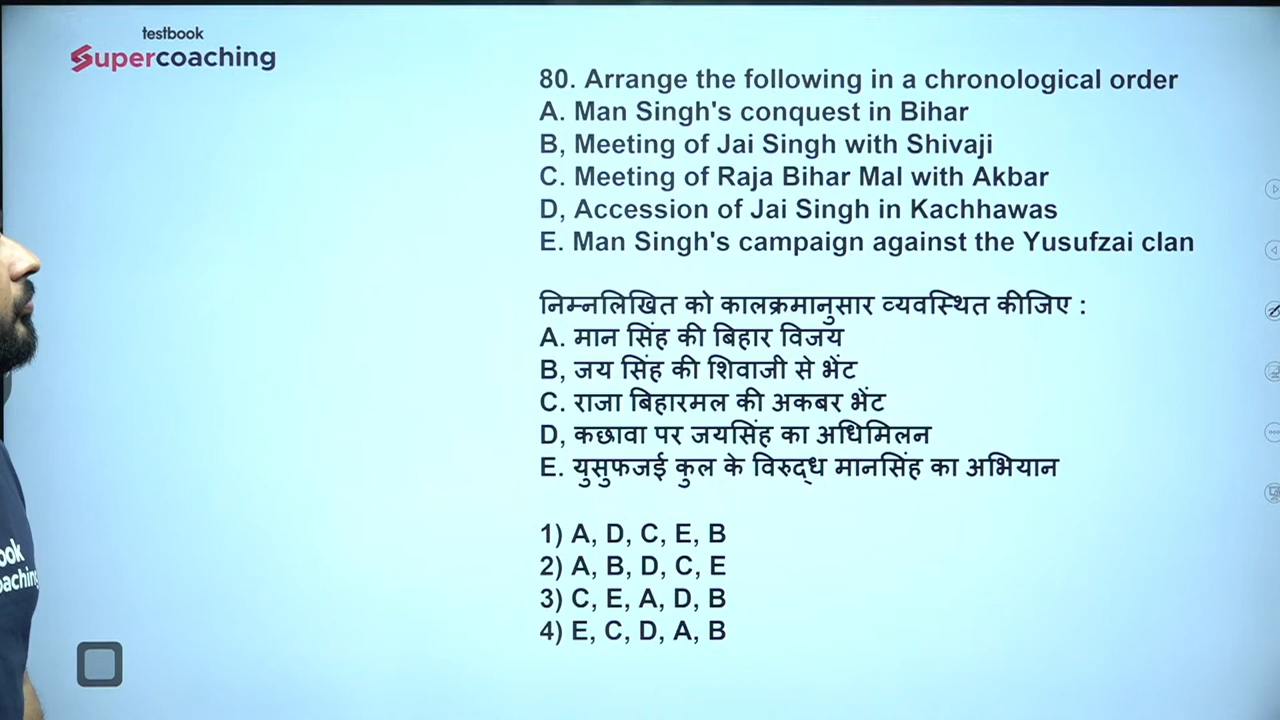 testbook
Supercoaching
80. Arrange the following in a chronological order
A. Man Singh's conquest in Bihar
B, Meeting of Jai Singh with Shivaji
C. Meeting of Raja Bihar Mal with Akbar
D, Accession of Jai Singh in Kachhawas
E. Man Singh's campaign against the Yusufzai clan
निम्नलिखित को कालक्रमानुसार व्यवस्थित कीजिए :
A. मान सिंह की बिहार विजय
B, जय सिंह की शिवाजी से भेंट
C. राजा बिहारमल की अकबर भेंट
D, कछावा पर जयसिंह का अधिमिलन
E. युसुफजई कुल के विरुद्ध मानसिंह का अभियान
1) A, D, C, E, B
2) A, B, D, C, E
3) C, E, A, D, B
4) E, C, D, A, B
ook
oaching